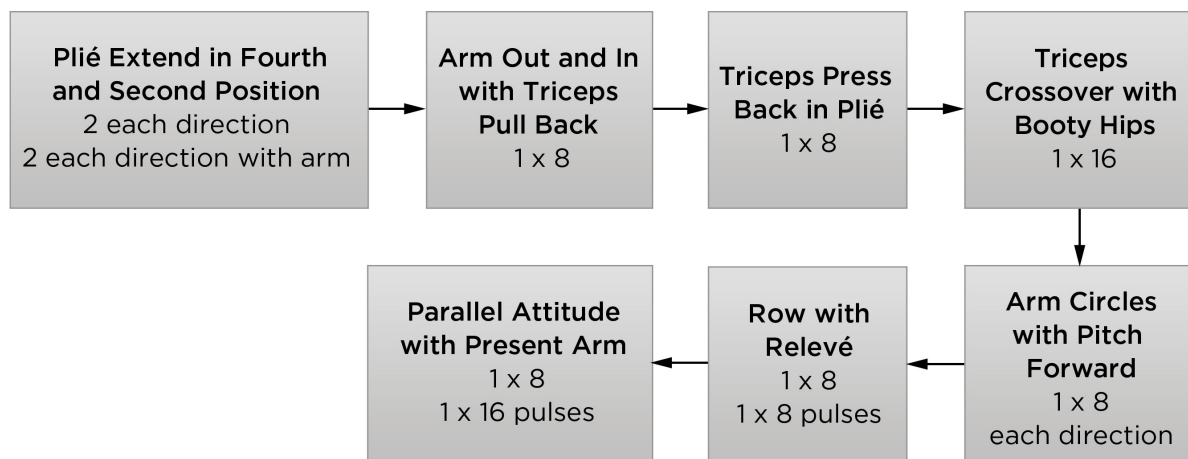 Plié Extend in Fourth
and Second Position
2 each direction
2 each direction with arm
Arm Out and In
with Triceps
Pull Back
1 x 8
Triceps Press
Back in Plié
1 x 8
Triceps
Crossover with
Booty Hips
1 x 16
Arm Circles
with Pitch
Forward
1 x 8
each direction
Row with
Relevé
1 x 8
1 x 8 pulses
Parallel Attitude
with Present Arm
1 x 8
1 x 16 pulses